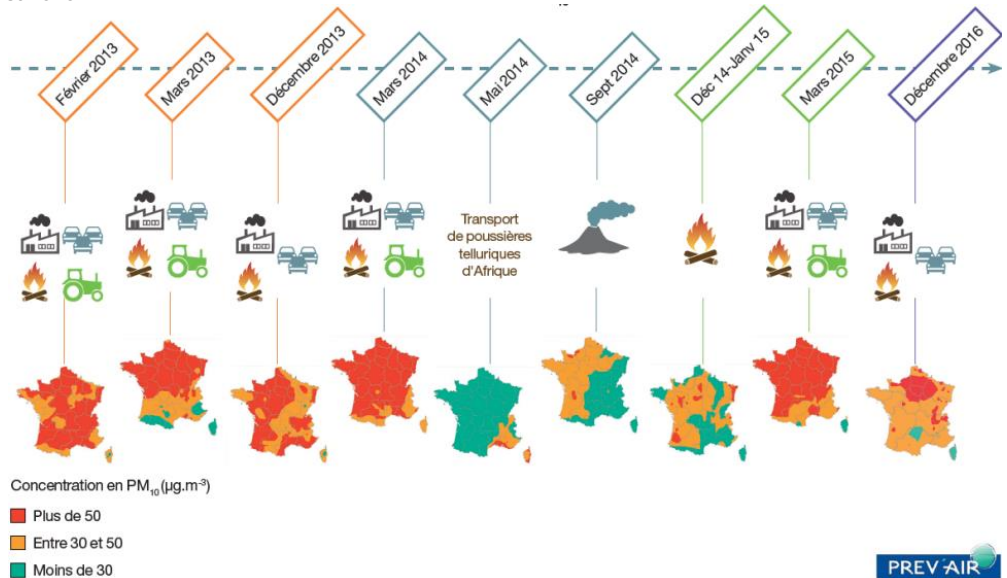 Février 2013
Mars 2013
Décembre 2013
Mars 2014
Mai 2014
Sept 2014
Déc 14-Janv 15
Mars 2015
Décembre 2016
Transport
de poussières
telluriques
d'Afrique
Concentration en PM₁₀ (µg.m⁻³)
Plus de 50
Entre 30 et 50
Moins de 30
PREV'AIR